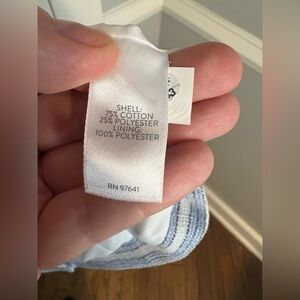 SHELL:
75% COTTON
25% POLYESTER
LINING:
100% POLYESTER
RN 97641